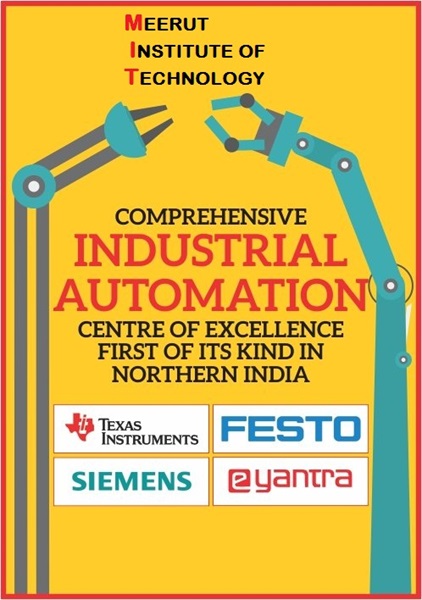 MEERUT
INSTITUTE OF
TECHNOLOGY
COMPREHENSIVE
INDUSTRIAL
AUTOMATION
CENTRE OF EXCELLENCE
FIRST OF ITS KIND IN
NORTHERN INDIA
TEXAS
INSTRUMENTS
FESTO
SIEMENS
eyantra